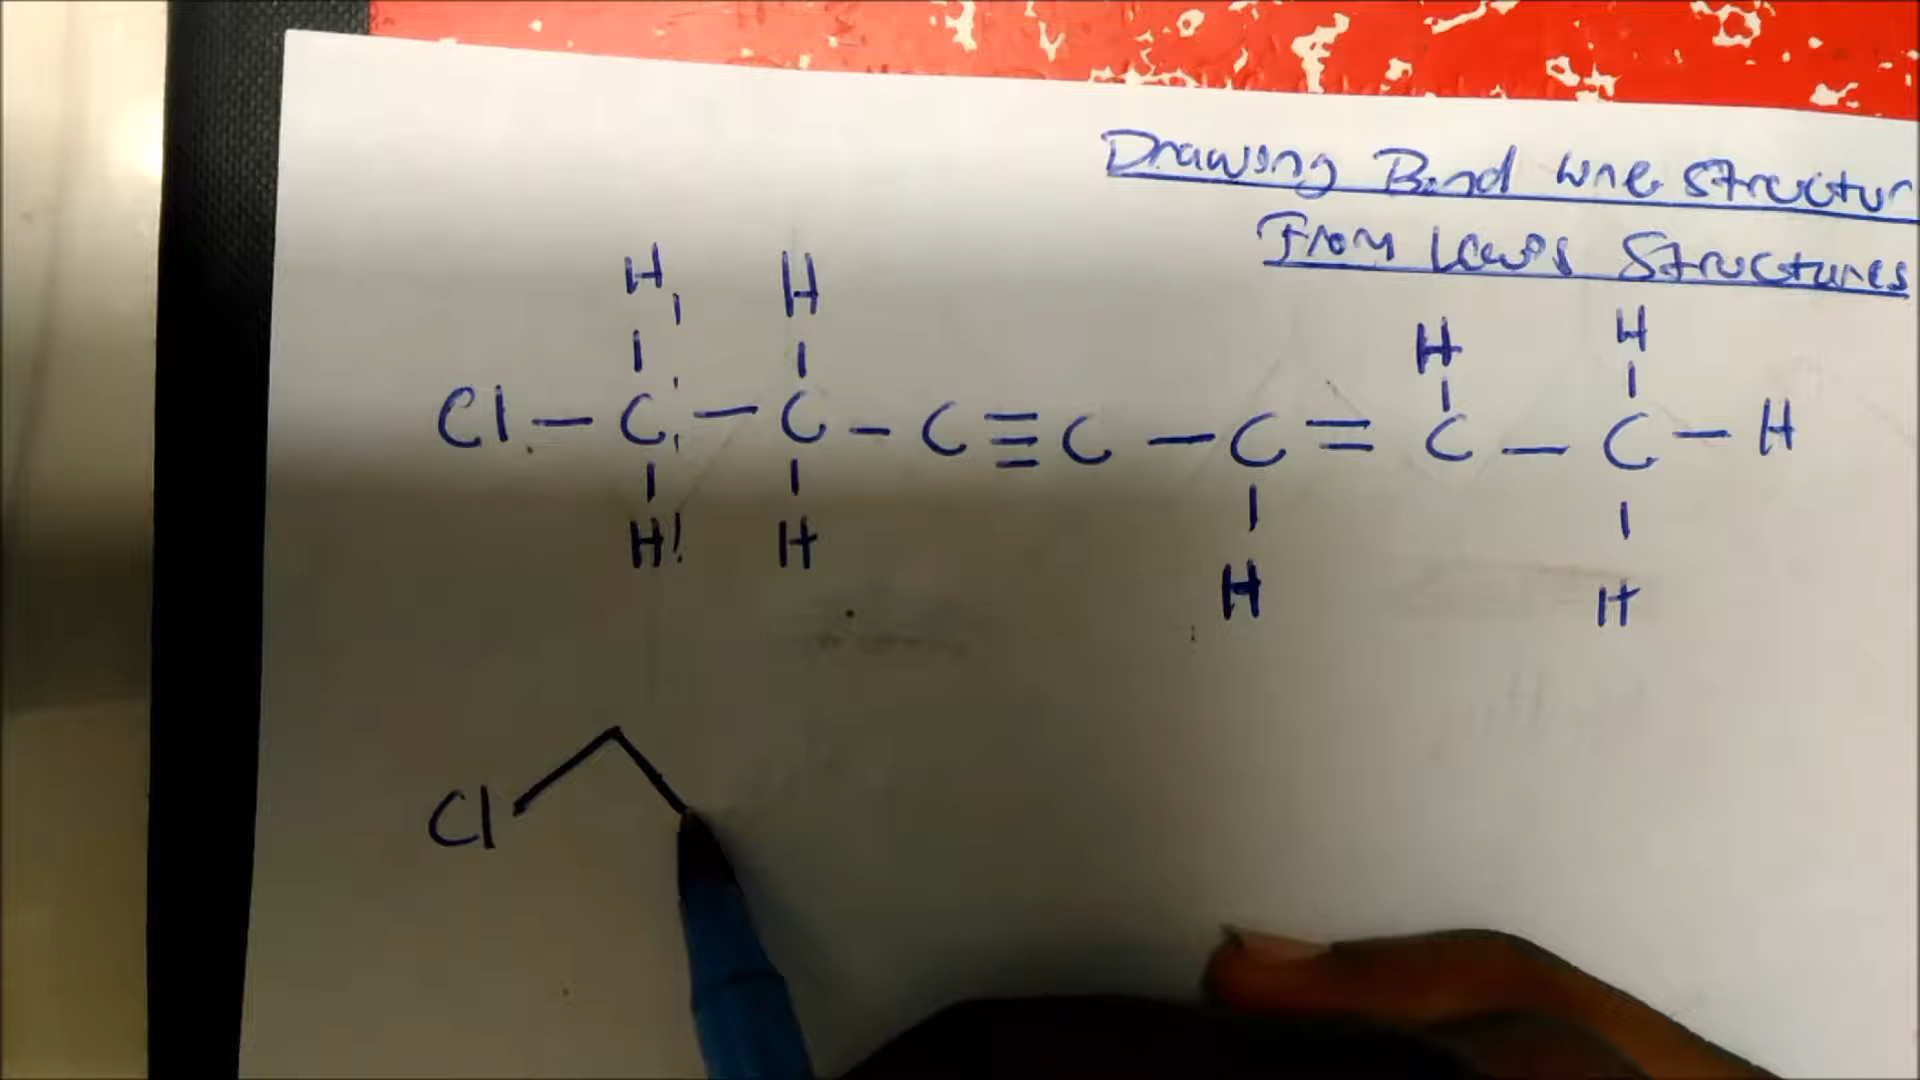 Drawing Bond line Structur
From Lewis Structures
H H H H
Cl - C - C - C ≡ C - C = C - C - H
H H H H
Cl